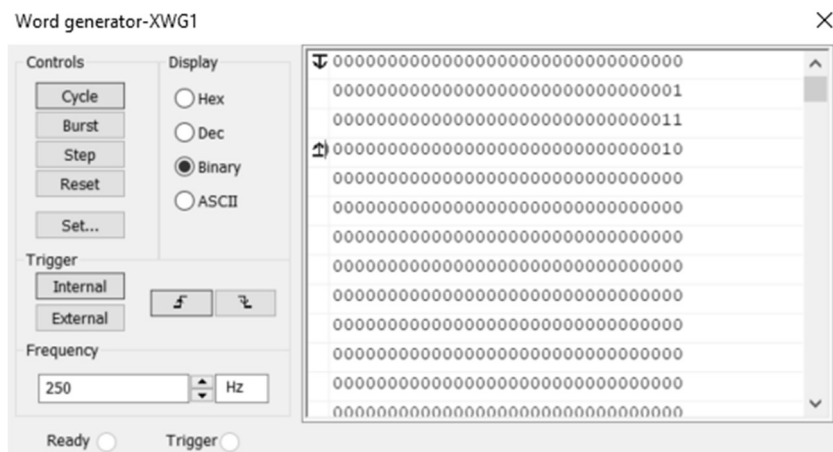 Word generator-XWG1
Controls
Cycle
Burst
Step
Reset
Set...
Display
Hex
Dec
Binary
ASCII
Trigger
Internal
External
Frequency
250 Hz
Ready Trigger
00000000000000000000000000000000
00000000000000000000000000000001
00000000000000000000000000000011
00000000000000000000000000000010
00000000000000000000000000000000
00000000000000000000000000000000
00000000000000000000000000000000
00000000000000000000000000000000
00000000000000000000000000000000
00000000000000000000000000000000
00000000000000000000000000000000
00000000000000000000000000000000
00000000000000000000000000000000